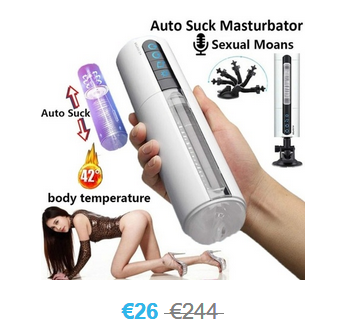 Auto Suck Masturbator
Sexual Moans
Auto Suck
42°
body temperature
€26 €244